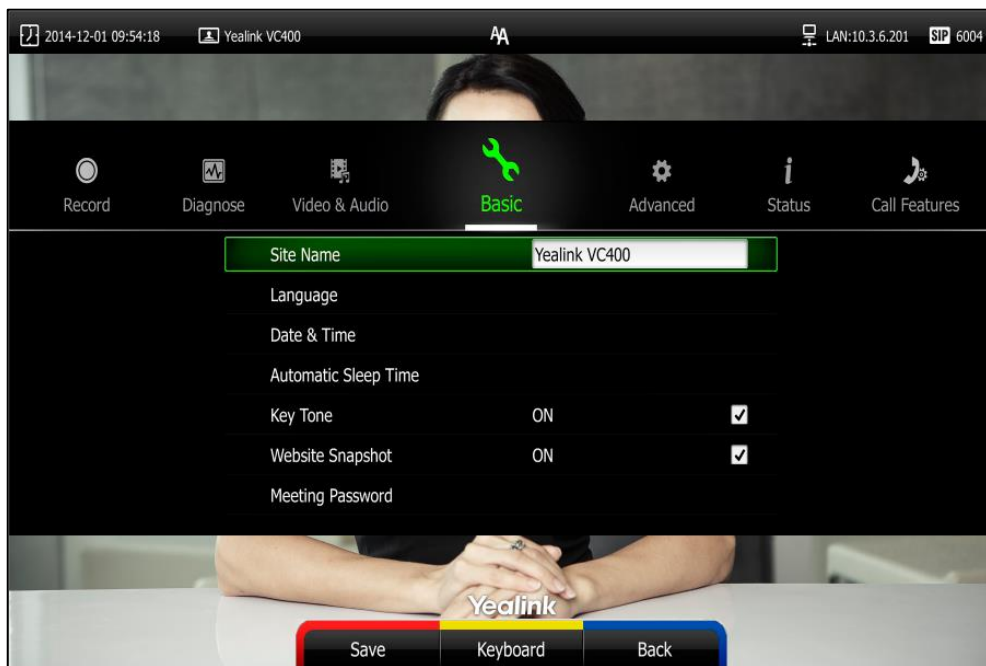 2014-12-01 09:54:18 Yealink VC400 AA LAN:10.3.6.201 SIP 6004
Record Diagnose Video & Audio Basic Advanced Status Call Features
Site Name Yealink VC400
Language
Date & Time
Automatic Sleep Time
Key Tone ON
Website Snapshot ON
Meeting Password
Yealink
Save Keyboard Back